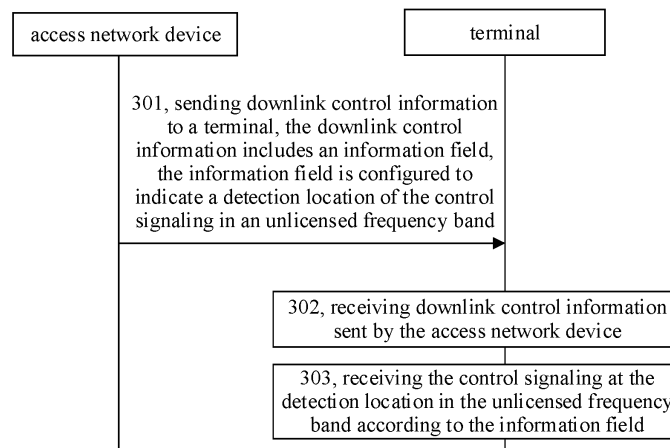 access network device
terminal
301, sending downlink control information
to a terminal, the downlink control
information includes an information field,
the information field is configured to
indicate a detection location of the control
signaling in an unlicensed frequency band
302, receiving downlink control information
sent by the access network device
303, receiving the control signaling at the
detection location in the unlicensed frequency
band according to the information field